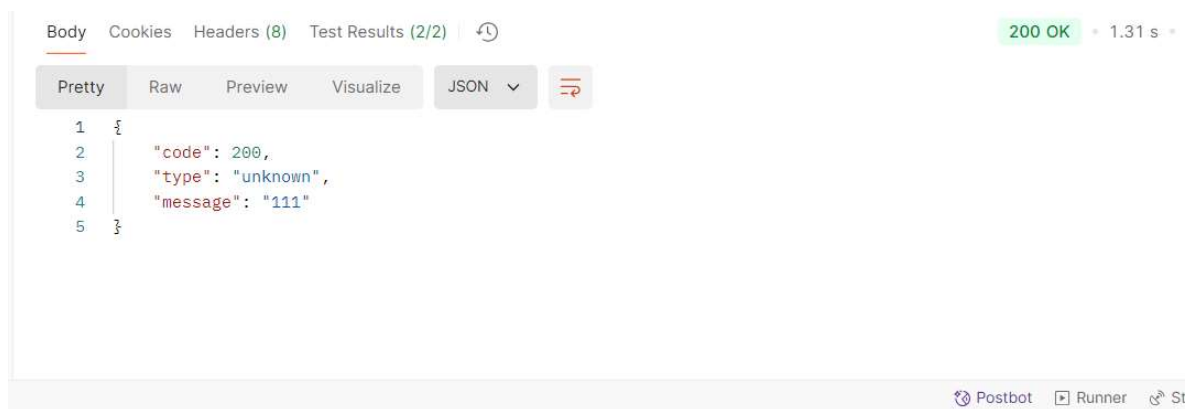 Body Cookies Headers (8) Test Results (2/2) 200 OK • 1.31 s •
Pretty Raw Preview Visualize JSON
1 {
2 "code": 200,
3 "type": "unknown",
4 "message": "111"
5 }
Postbot Runner St